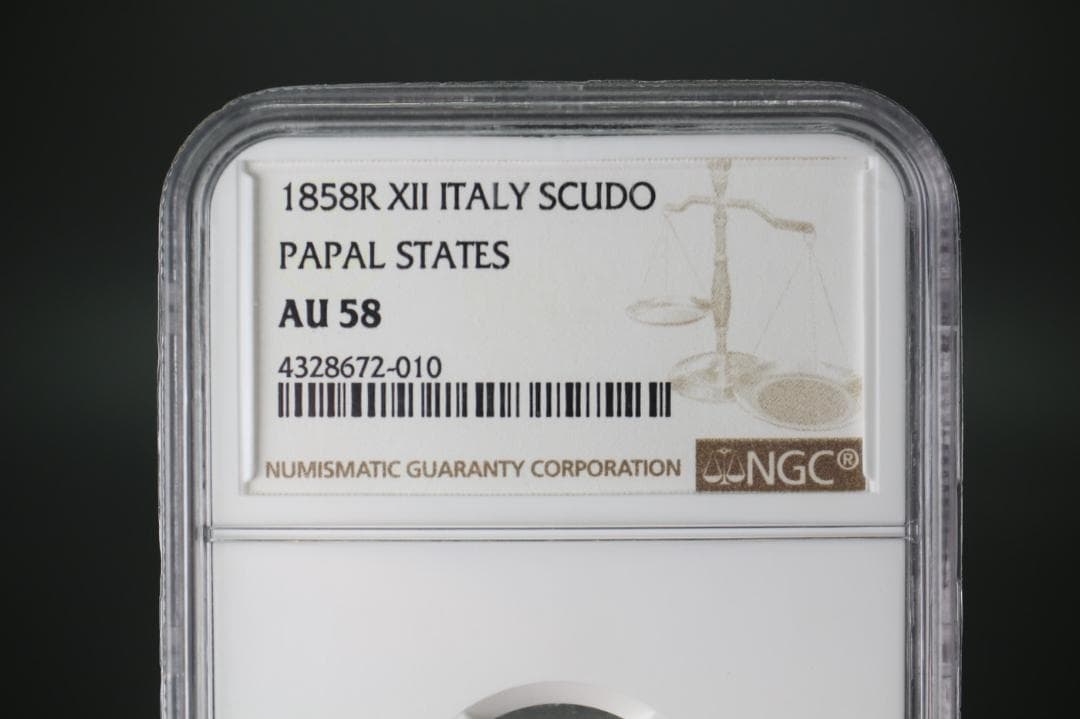 1858R XII ITALY SCUDO
PAPAL STATES
AU 58
4328672-010
NUMISMATIC GUARANTY CORPORATION NGC®